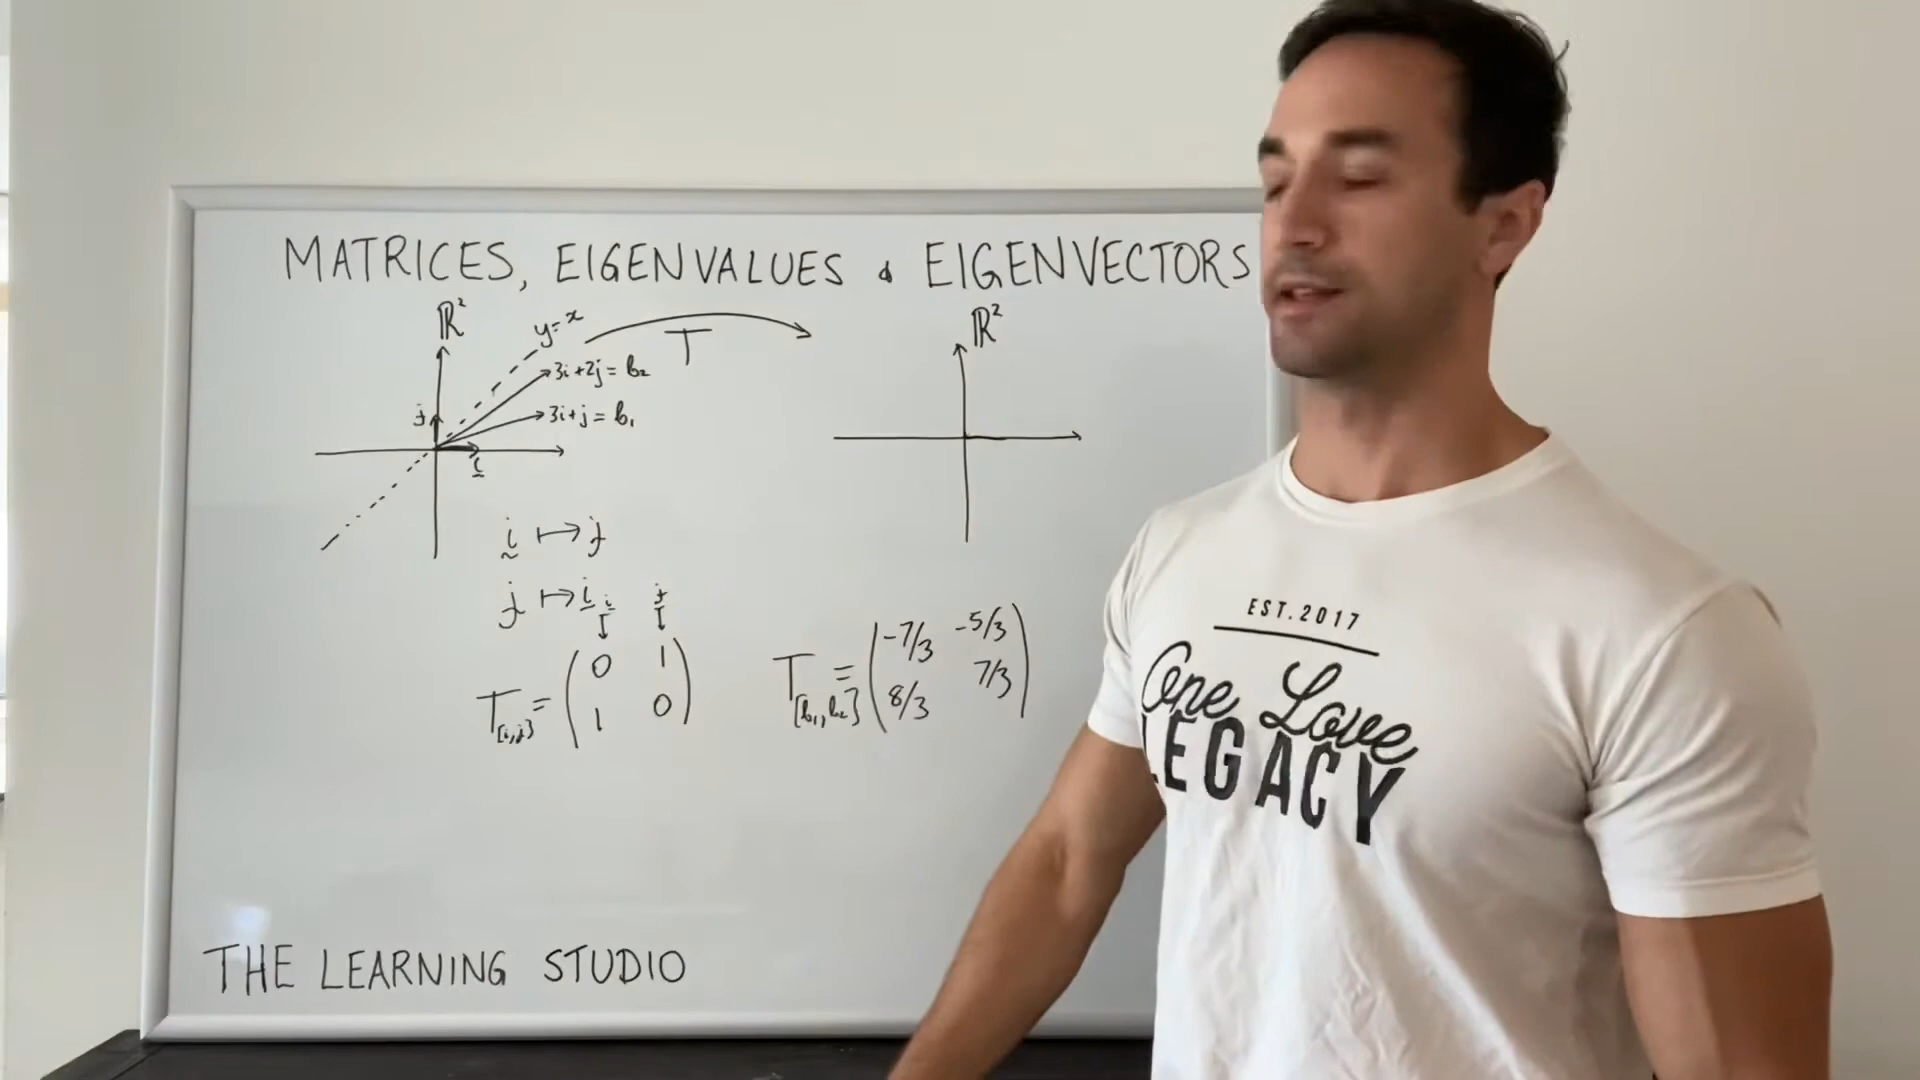 MATRICES, EIGENVALUES & EIGENVECTORS
ℝ²
y=x
T
ℝ²
3i+2j = b₂
3i+j = b₁
j
i
i ↦ j
j ↦ i
i j
T[i,j} = (0 1
1 0)
T[b₁,b₂} = (-7/3 -5/3
8/3 7/3)
THE LEARNING STUDIO
EST. 2017
One Love
LEGACY